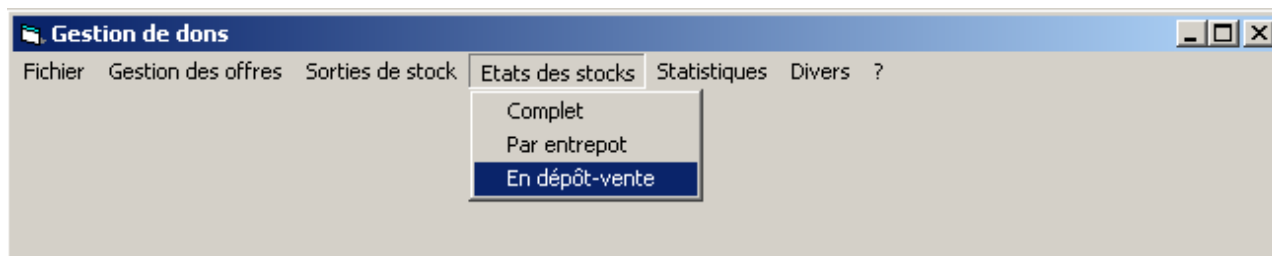 Gestion de dons
Fichier Gestion des offres Sorties de stock Etats des stocks Statistiques Divers ?
Complet
Par entrepot
En dépôt-vente